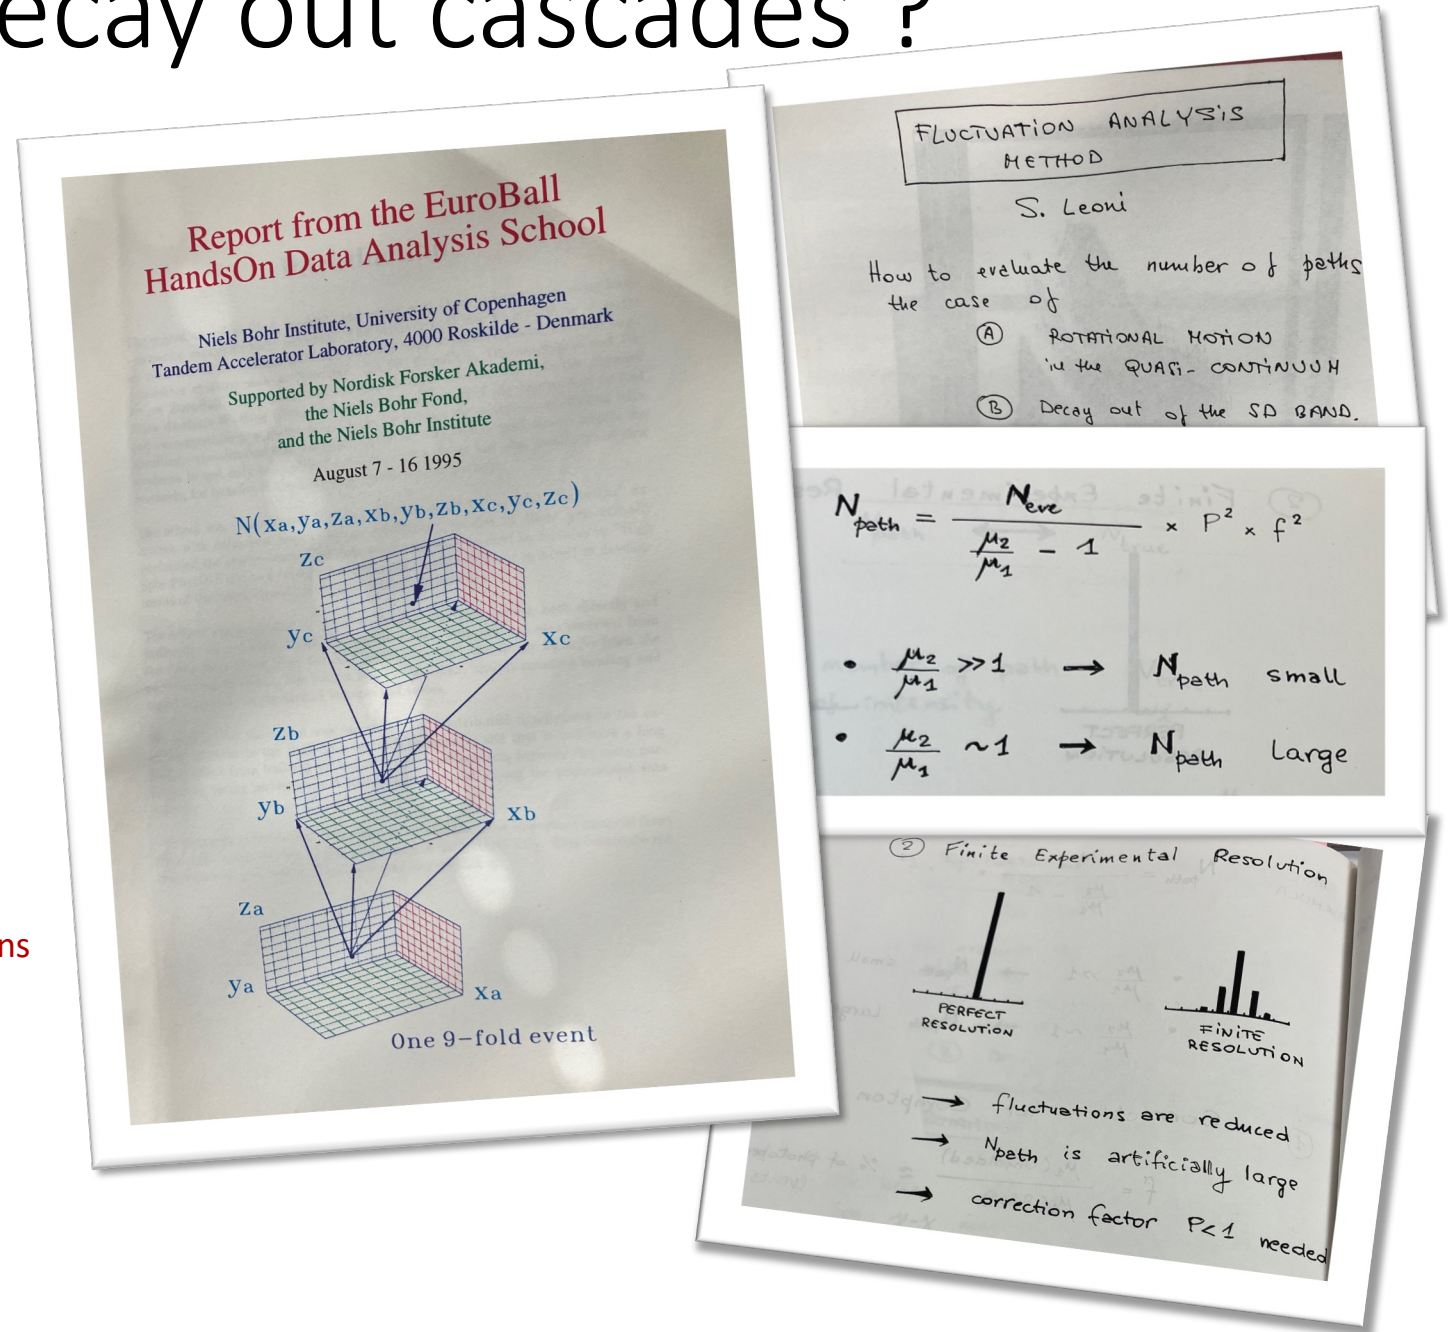 ecay out cascades ?
Report from the EuroBall
HandsOn Data Analysis School
Niels Bohr Institute, University of Copenhagen
Tandem Accelerator Laboratory, 4000 Roskilde - Denmark
Supported by Nordisk Forsker Akademi,
the Niels Bohr Fond,
and the Niels Bohr Institute
August 7 - 16 1995
N(xa,ya,za,xb,yb,zb,xc,yc,zc)
zc
yc
xc
zb
yb
xb
za
ya
xa
One 9-fold event
ns
FLUCTUATION ANALYSIS
METHOD
S. Leoni
How to evaluate the number of paths
the case of
A ROTATIONAL MOTION
in the QUASI-CONTINUUM
B Decay out of the SD BAND.
N_path = N_eve / (μ2/μ1 - 1) × P² × f²
• μ2/μ1 >> 1 → N_path small
• μ2/μ1 ~ 1 → N_path Large
2 Finite Experimental Resolution
PERFECT
RESOLUTION
FINITE
RESOLUTION
→ fluctuations are reduced
→ N_path is artificially large
→ correction factor P<1 needed